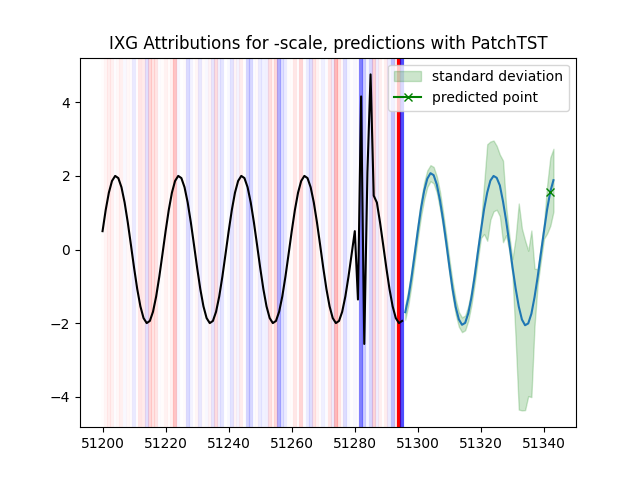 IXG Attributions for -scale, predictions with PatchTST
standard deviation
predicted point
4
2
0
−2
−4
51200 51220 51240 51260 51280 51300 51320 51340